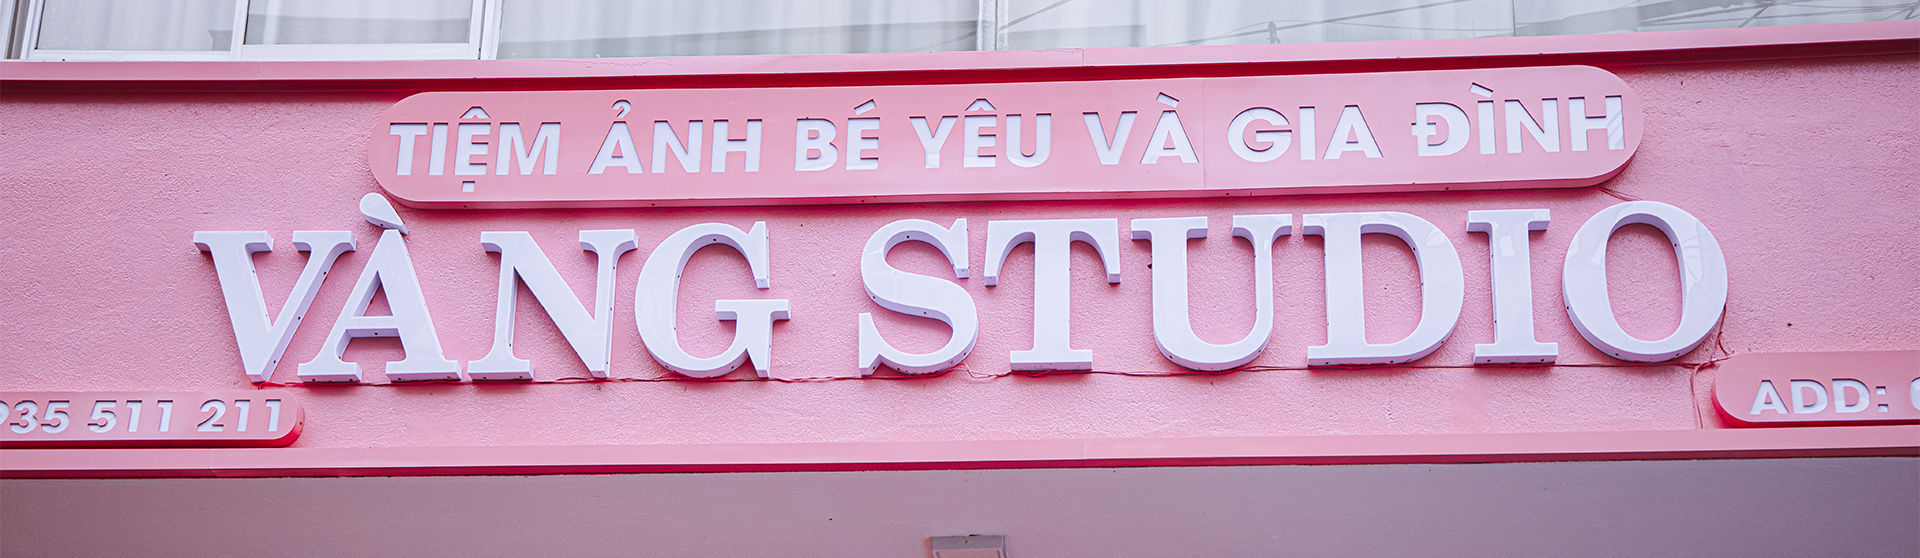 TIỆM ẢNH BÉ YÊU VÀ GIA ĐÌNH
VÀNG STUDIO
935 511 211
ADD: